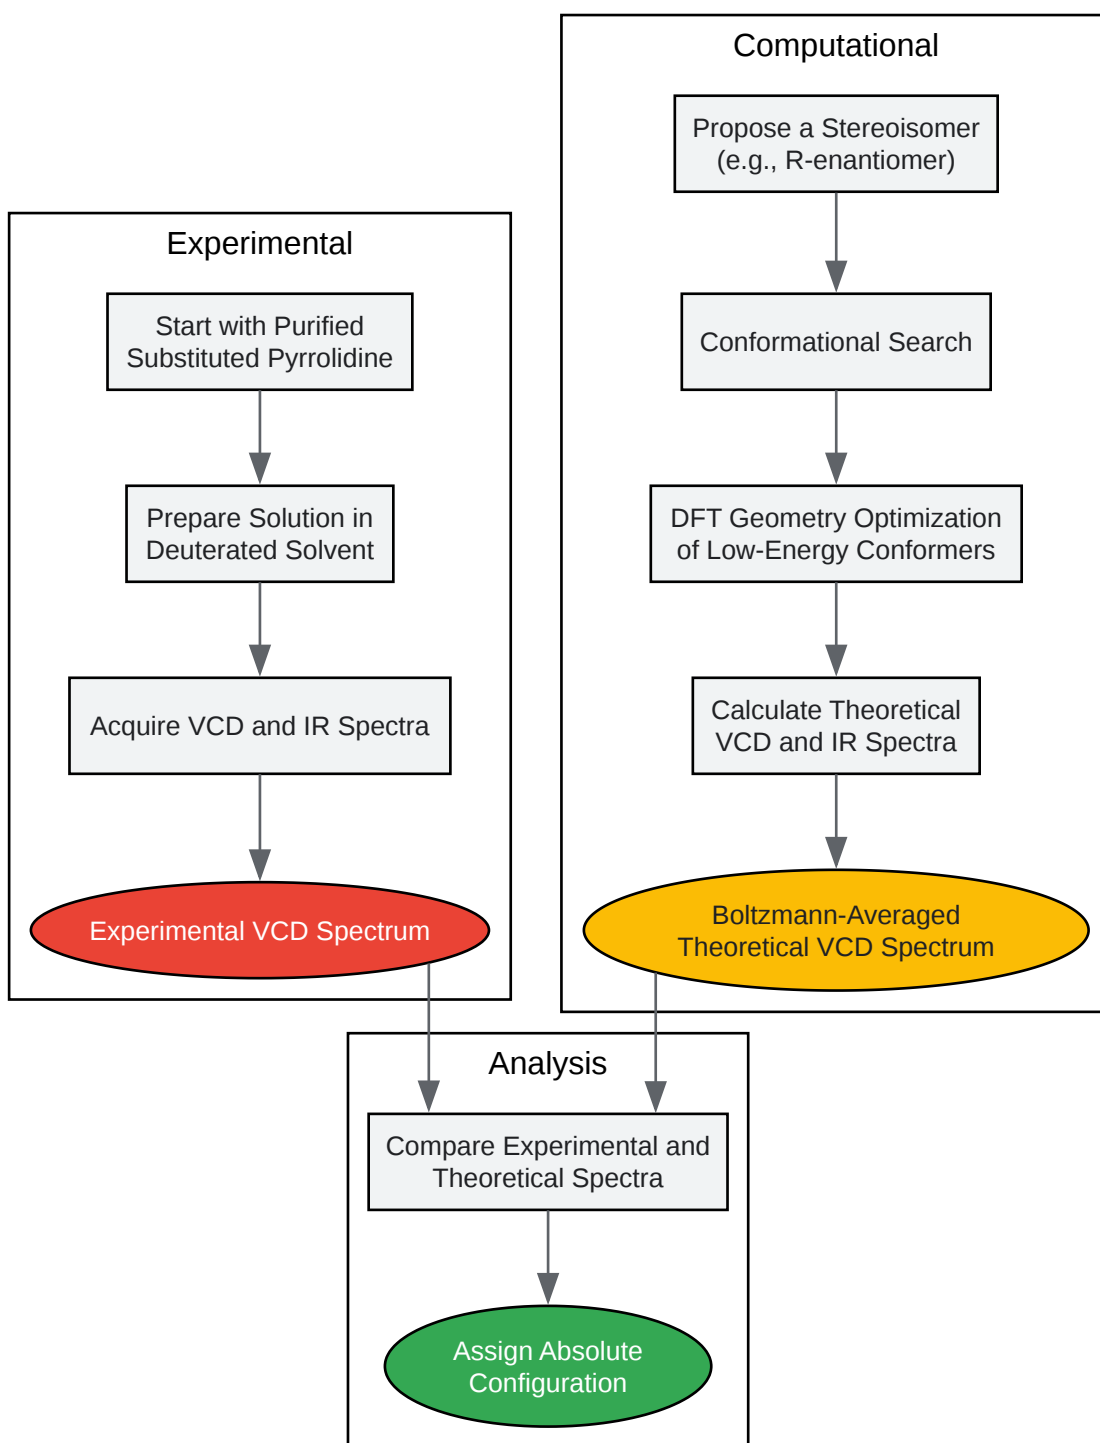 Experimental
Start with Purified
Substituted Pyrrolidine
Prepare Solution in
Deuterated Solvent
Acquire VCD and IR Spectra
Experimental VCD Spectrum
Computational
Propose a Stereoisomer
(e.g., R-enantiomer)
Conformational Search
DFT Geometry Optimization
of Low-Energy Conformers
Calculate Theoretical
VCD and IR Spectra
Boltzmann-Averaged
Theoretical VCD Spectrum
Analysis
Compare Experimental and
Theoretical Spectra
Assign Absolute
Configuration